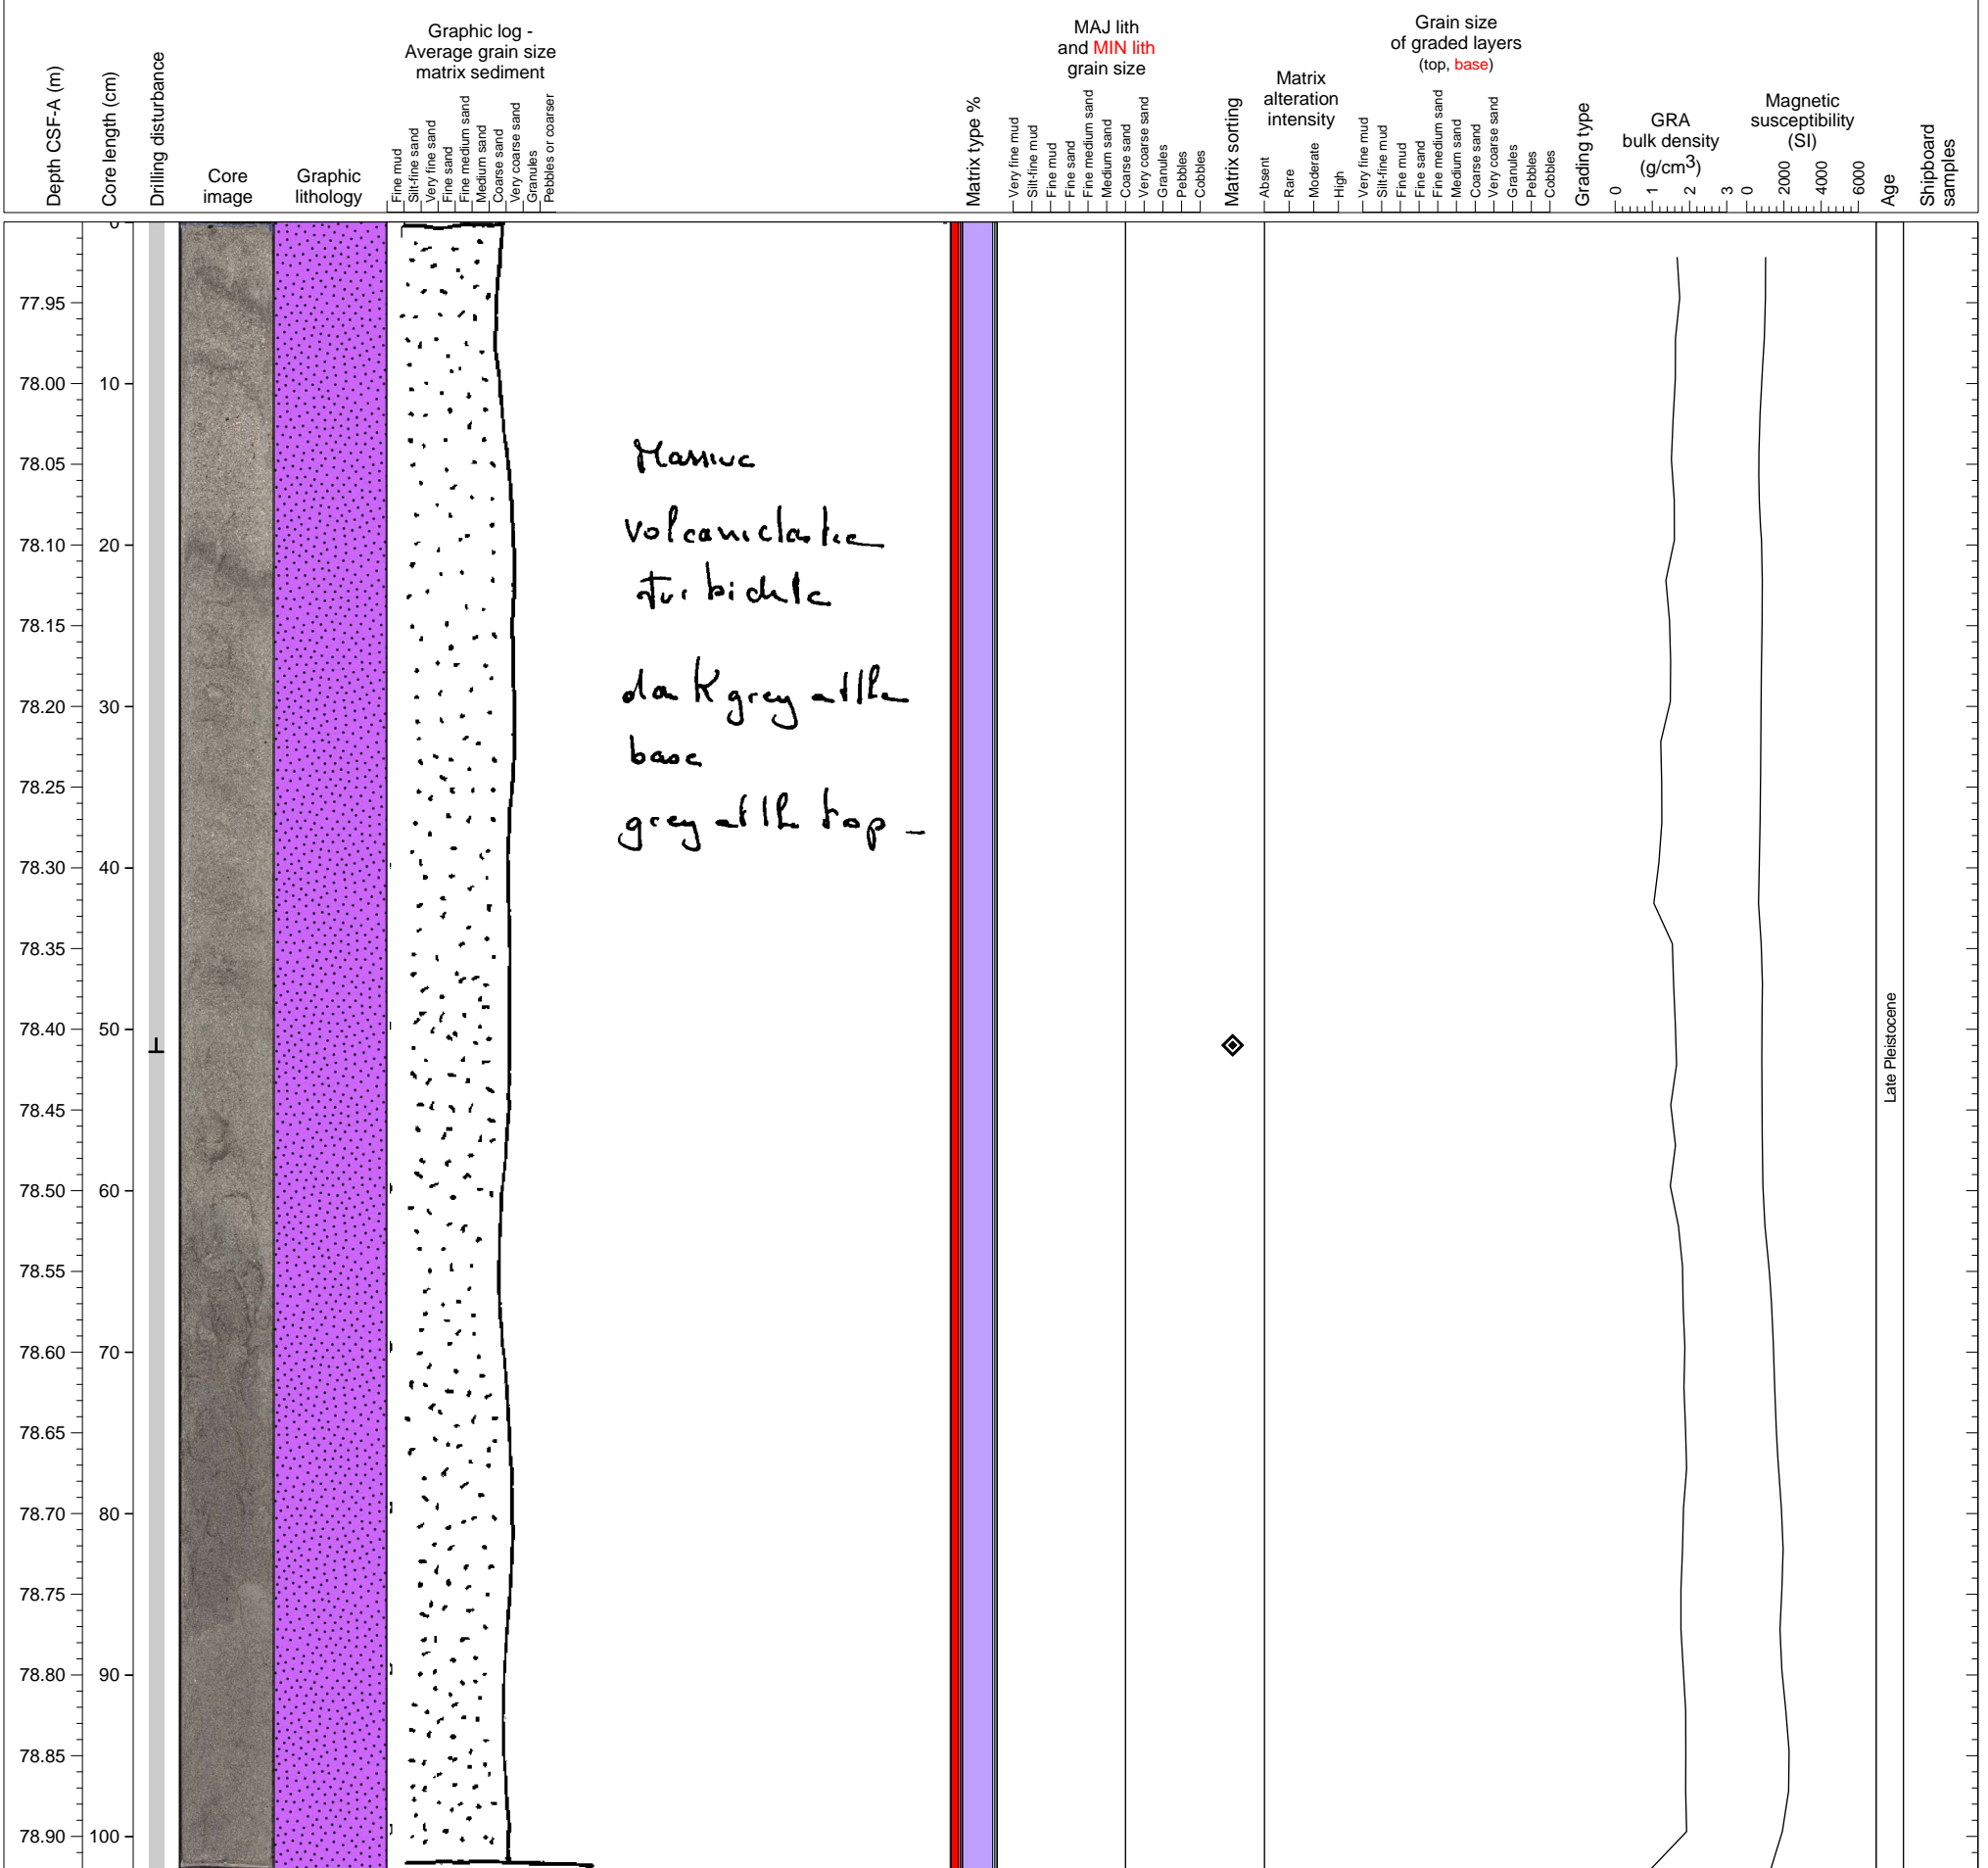 Graphic log -
Average grain size
matrix sediment
MAJ lith
and MIN lith
grain size
Grain size
of graded layers
(top, base)
Matrix
alteration
intensity
GRA
bulk density
(g/cm3)
Magnetic
susceptibility
(SI)
Depth CSF-A (m)
Core length (cm)
Drilling disturbance
Core
image
Graphic
lithology
Fine mud
Silt-fine sand
Very fine sand
Fine sand
Fine medium sand
Medium sand
Coarse sand
Very coarse sand
Granules
Pebbles or coarser
Matrix type %
Very fine mud
Silt-fine mud
Fine mud
Fine sand
Fine medium sand
Medium sand
Coarse sand
Very coarse sand
Granules
Pebbles
Cobbles
Matrix sorting
Absent
Rare
Moderate
High
Very fine mud
Silt-fine mud
Fine mud
Fine sand
Fine medium sand
Medium sand
Coarse sand
Very coarse sand
Granules
Pebbles
Cobbles
Grading type
0 1 2 3
0 2000 4000 6000
Age
Shipboard
samples
0
77.95
78.00 10
78.05
78.10 20
78.15
78.20 30
78.25
78.30 40
78.35
78.40 50
78.45
78.50 60
78.55
78.60 70
78.65
78.70 80
78.75
78.80 90
78.85
78.90 100
Massive
volcaniclastic
turbidite
dark grey at the
base
grey at the top -
Late Pleistocene